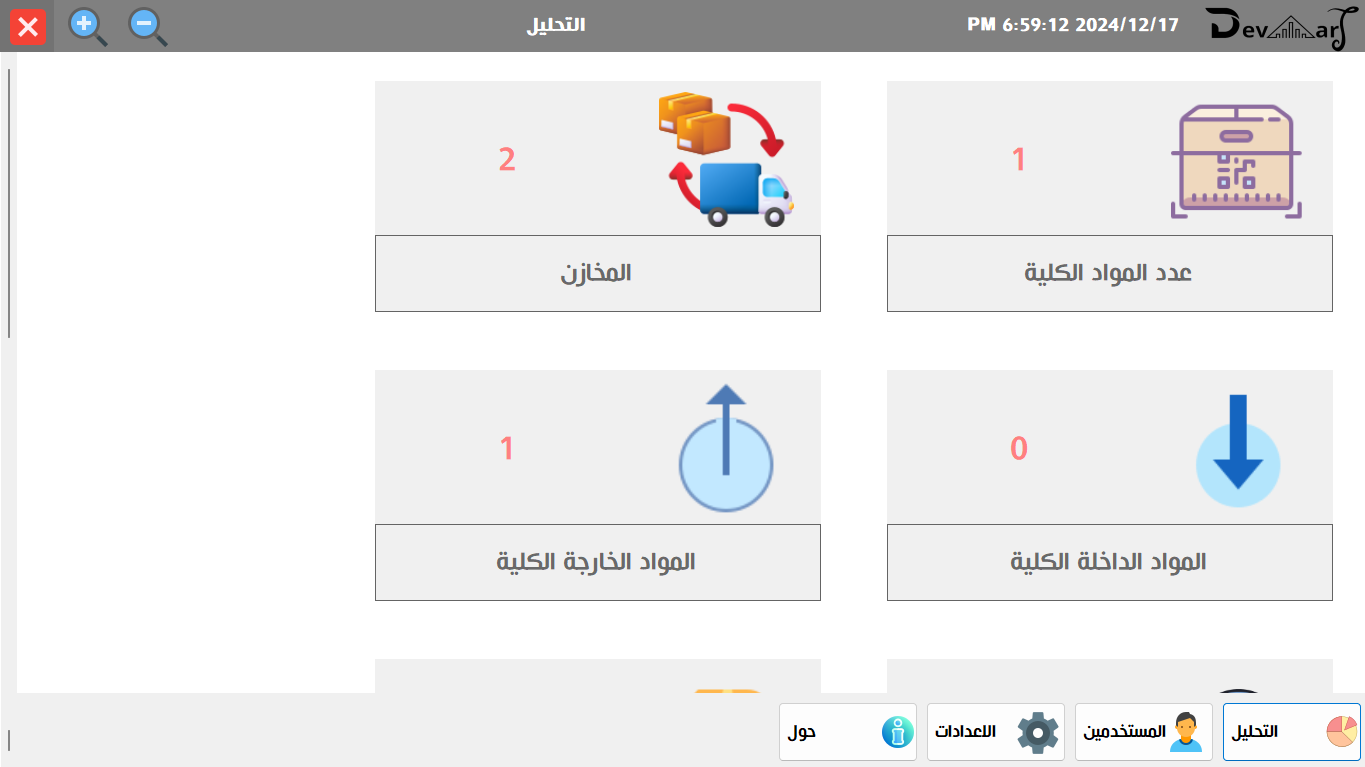 Devmart
2024/12/17 6:59:12 PM
التحليل
1
عدد المواد الكلية
2
المخازن
0
المواد الداخلة الكلية
1
المواد الخارجة الكلية
التحليل
المستخدمين
الاعدادات
حول